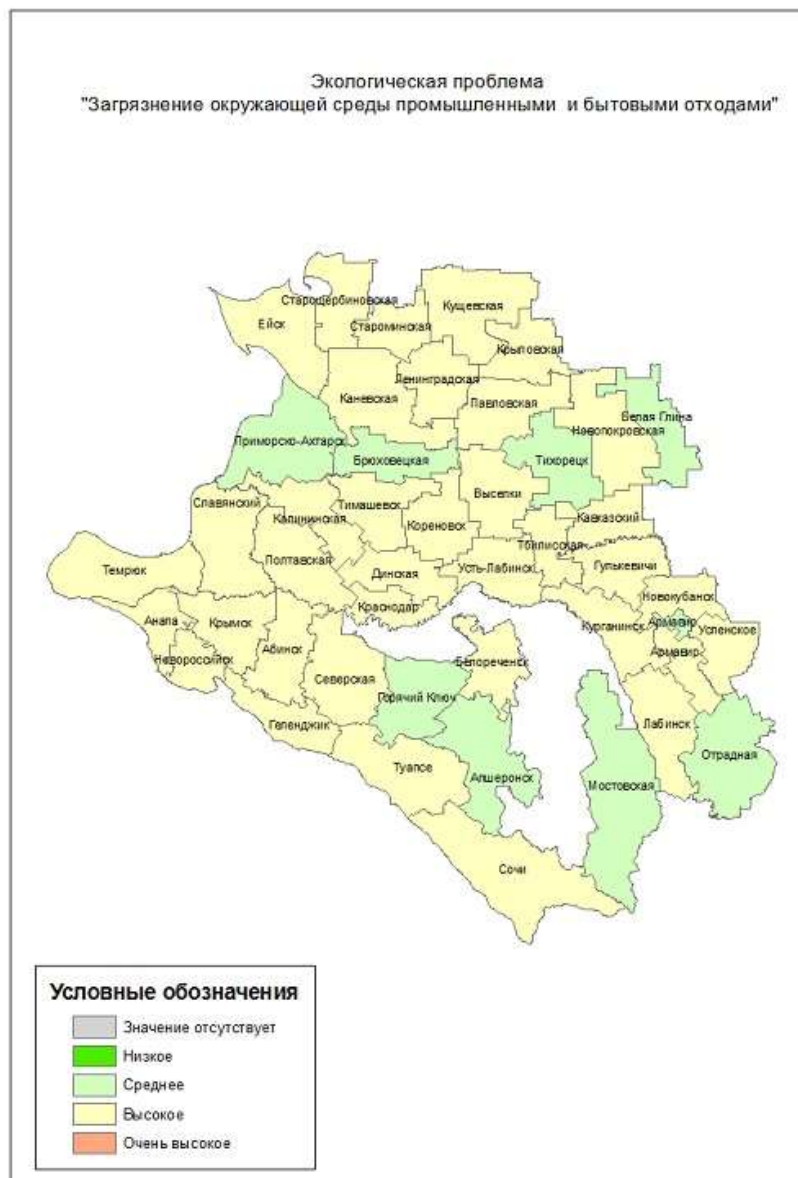 Экологическая проблема
"Загрязнение окружающей среды промышленными и бытовыми отходами"
Старощербиновская
Кущевская
Ейск
Староминская
Крыловская
Ленинградская
Каневская
Павловская
Белая Глина
Новопокровская
Приморско-Ахтарск
Брюховецкая
Тихорецк
Славянский
Тимашевск
Выселки
Калининская
Кореновск
Кавказский
Тбилисская
Полтавская
Темрюк
Динская
Усть-Лабинск
Гулькевичи
Краснодар
Новокубанск
Анапа
Крымск
Курганинск
Армавир
Успенское
Абинск
Новороссийск
Белореченск
Армавир
Северская
Горячий Ключ
Геленджик
Лабинск
Туапсе
Апшеронск
Мостовская
Отрадная
Сочи
Условные обозначения
Значение отсутствует
Низкое
Среднее
Высокое
Очень высокое